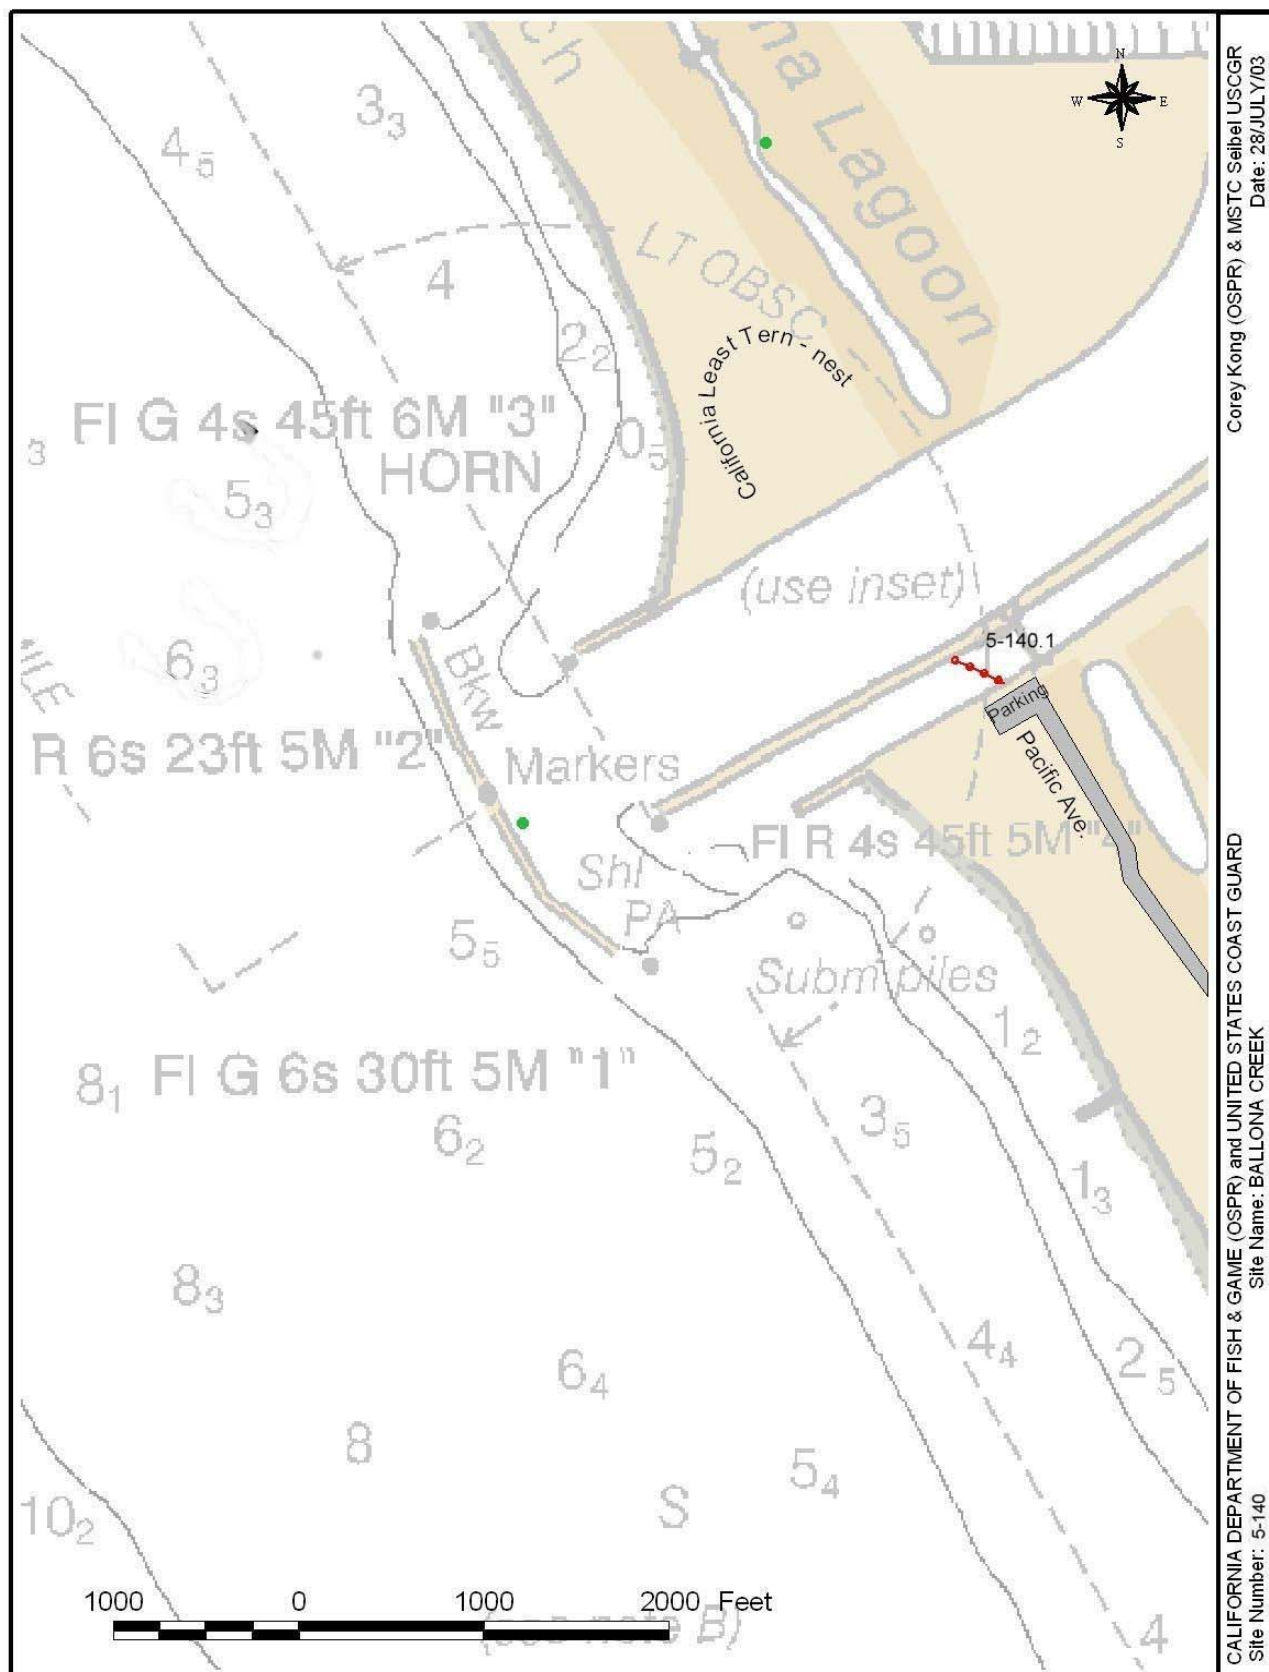 ch
na Lagoon
N
W E
S
3₃
4₅
4
LT OBSC
2₂
California Least Tern - nest
Fl G 4s 45ft 6M "3"
HORN
0₅
3
5₃
(use inset)
5-140.1
6₃
MILE
Bkw
Parking
Pacific Ave.
R 6s 23ft 5M "2"
Markers
Fl R 4s 45ft 5M "4"
Shl
PA
5₅
Subm piles
1₂
8₁
Fl G 6s 30ft 5M "1"
6₂
5₂
3₅
1₃
8₃
6₄
4₄
2₅
8
5₄
10₂
S
1000 0 1000 2000 Feet
(see note B)
4
Corey Kong (OSPR) & MSTC Seibel USCGR
Date: 28/JULY/03
CALIFORNIA DEPARTMENT OF FISH & GAME (OSPR) and UNITED STATES COAST GUARD
Site Number: 5-140 Site Name: BALLONA CREEK